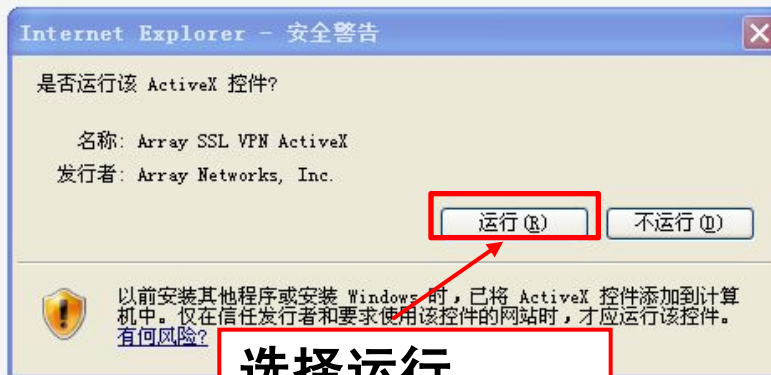 Internet Explorer - 安全警告
是否运行该 ActiveX 控件?
名称: Array SSL VPN ActiveX
发行者: Array Networks, Inc.
运行(R) 不运行(D)
以前安装其他程序或安装 Windows 时，已将 ActiveX 控件添加到计算
机中。仅在信任发行者和要求使用该控件的网站时，才应运行该控件。
有何风险?
选择运行